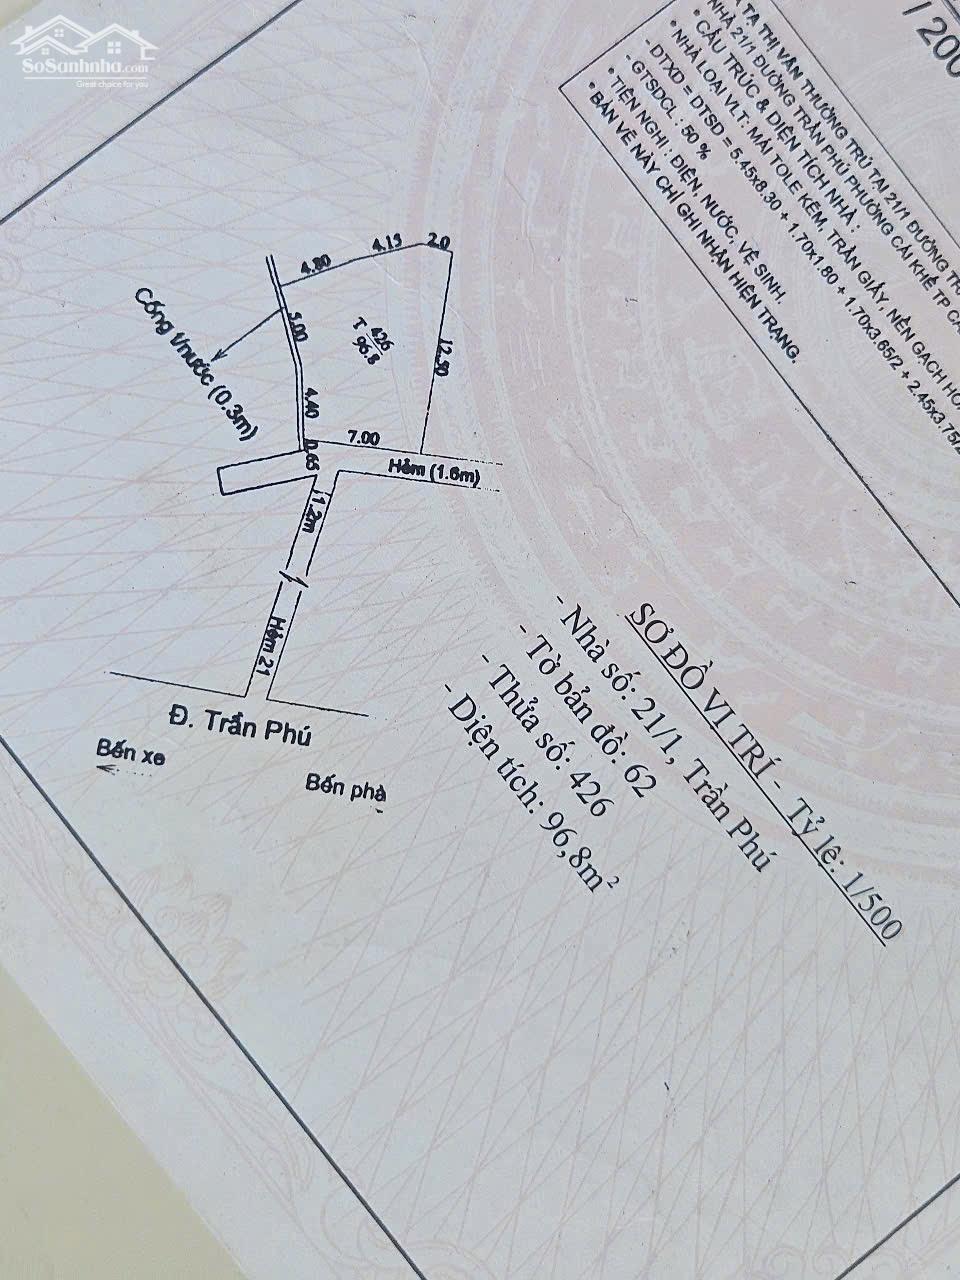 SoSanhnha.com
Great choice for you
/ 200
TẠ THỊ VÂN THƯỜNG TRÚ TẠI 21/1 ĐƯỜNG
NHÀ 21/1 ĐƯỜNG TRẦN PHÚ PHƯỜNG CÁI KHẾ TP
• CẤU TRÚC & DIỆN TÍCH NHÀ :
• NHÀ LOẠI VLT: MÁI TOLE KẼM, TRẦN GIẤY, NỀN GẠCH
- DTXD = DTSD = 5.45x8.30 + 1.70x1.80 + 1.70x3.65/2 + 2.45x3.75/2
- GTSDCL : 50 %
• TIỆN NGHI : ĐIỆN, NƯỚC, VỆ SINH.
• BẢN VẼ NÀY CHỈ GHI NHẬN HIỆN TRẠNG.
4.80
4.15
2.0
5.00
T 426
96.8
12.50
Cống t/nước (0.3m)
4.40
7.00
0.65
Hẻm (1.6m)
1.2m
Hẻm 21
Đ. Trần Phú
Bến xe
Bến phà
SƠ ĐỒ VỊ TRÍ - Tỷ lệ: 1/500
- Nhà số: 21/1, Trần Phú
- Tờ bản đồ: 62
- Thửa số: 426
- Diện tích: 96,8m²